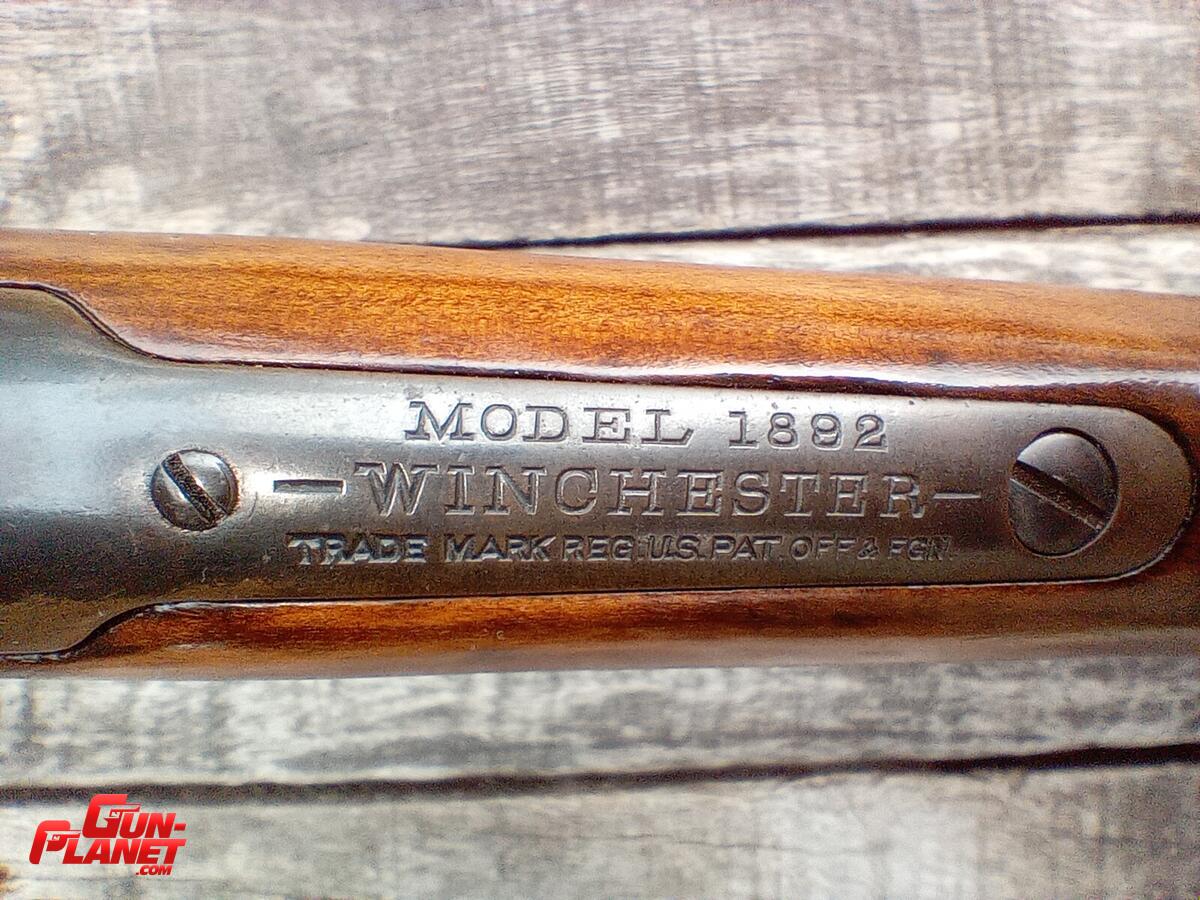 MODEL 1892
—WINCHESTER—
TRADE MARK REG. U.S. PAT. OFF & FGN.
GUN-
PLANET
.COM